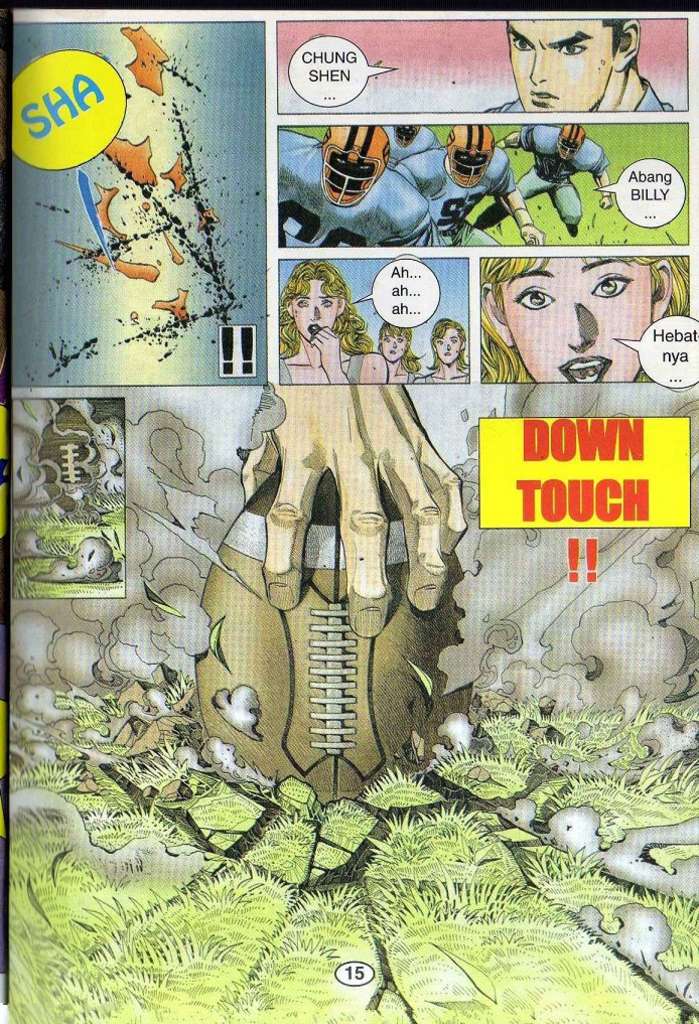 SHA
!!
CHUNG
SHEN
...
Abang
BILLY
...
Ah...
ah...
ah...
Hebat
nya
...
DOWN
TOUCH
!!
15